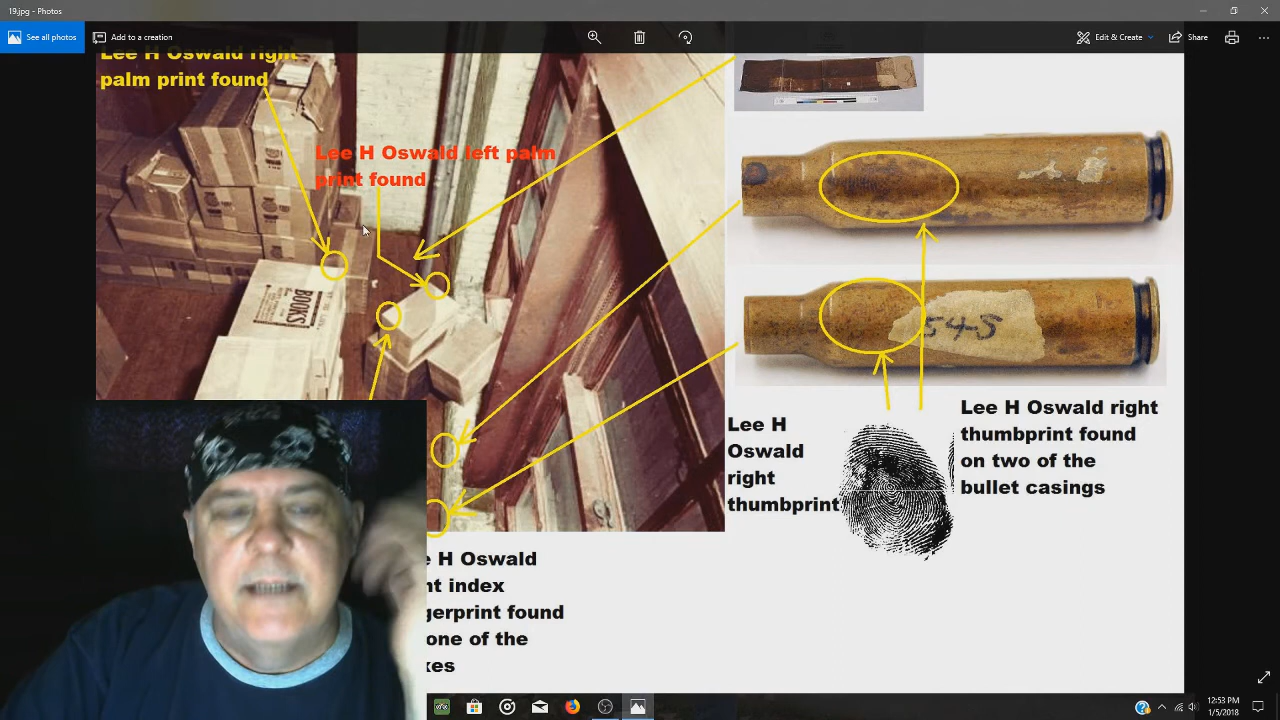 19.jpg - Photos
See all photos
Add to a creation
Edit & Create
Share
Lee H Oswald right
palm print found
Lee H Oswald left palm
print found
BOOKS
54-S
Lee H
Oswald
right
thumbprint
Lee H Oswald right
thumbprint found
on two of the
bullet casings
e H Oswald
nt index
gerprint found
one of the
xes
12:53 PM
1/5/2018